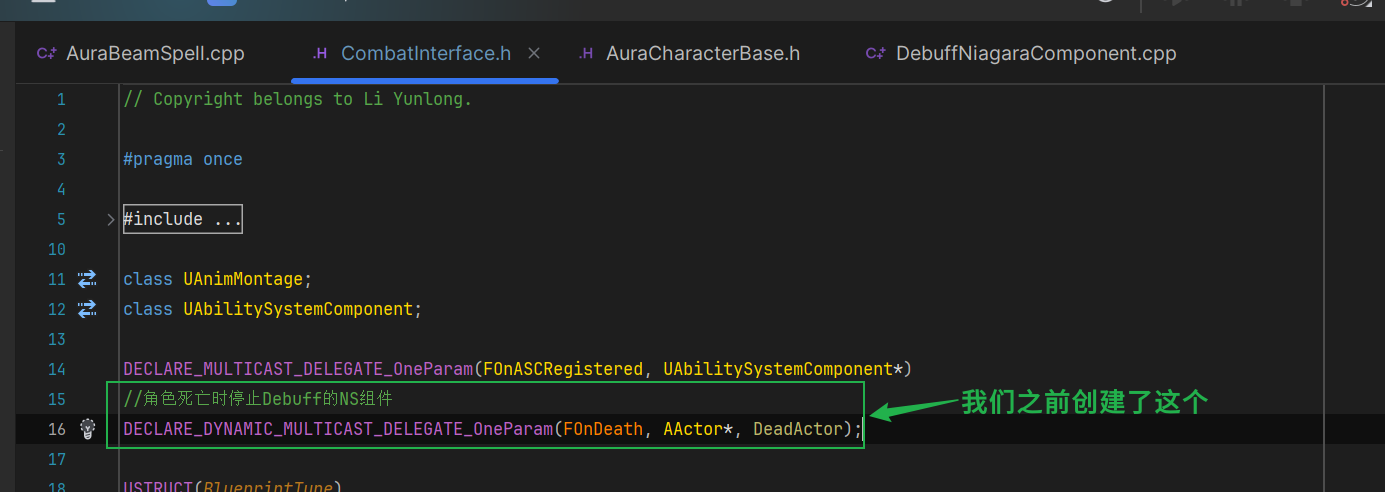 AuraBeamSpell.cpp
CombatInterface.h
AuraCharacterBase.h
DebuffNiagaraComponent.cpp
1 // Copyright belongs to Li Yunlong.
2
3 #pragma once
4
5 #include ...
10
11 class UAnimMontage;
12 class UAbilitySystemComponent;
13
14 DECLARE_MULTICAST_DELEGATE_OneParam(FOnASCRegistered, UAbilitySystemComponent*)
15 //角色死亡时停止Debuff的NS组件
我们之前创建了这个
16 DECLARE_DYNAMIC_MULTICAST_DELEGATE_OneParam(FOnDeath, AActor*, DeadActor);
17
18 USTRUCT(BlueprintType)